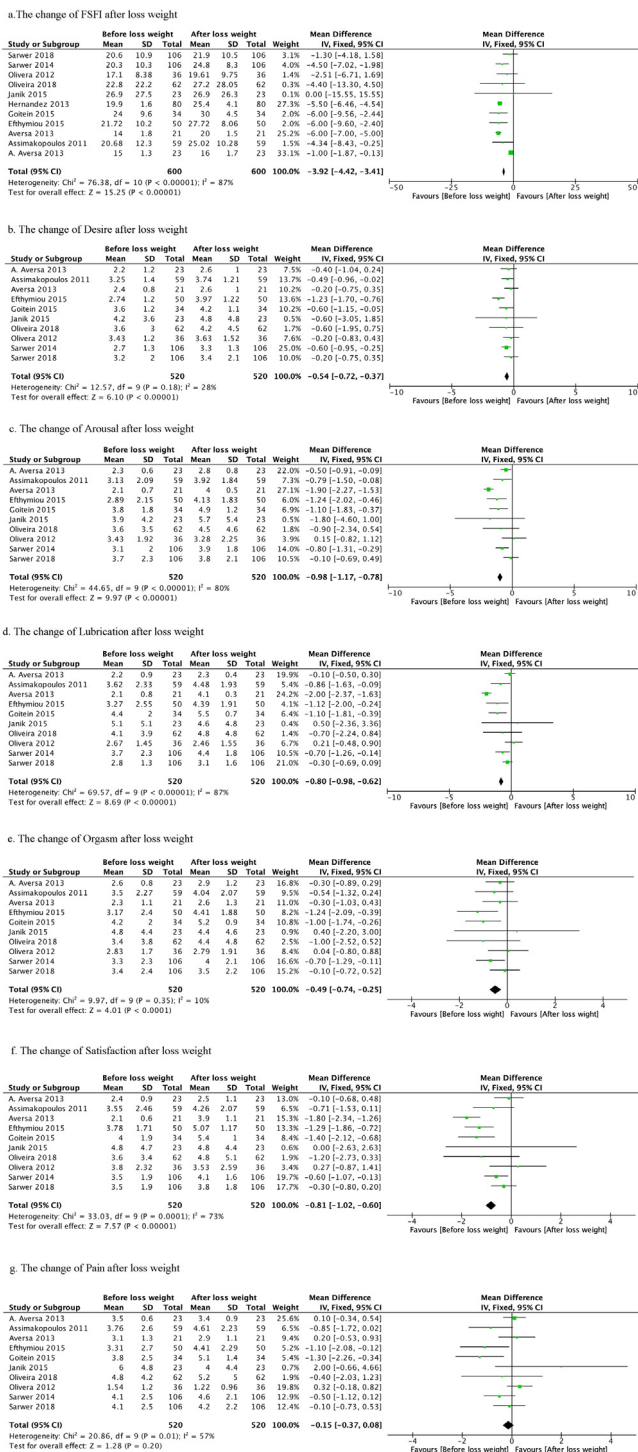 a.The change of FSFI after loss weight
Before loss weight After loss weight Mean Difference Mean Difference
Study or Subgroup Mean SD Total Mean SD Total Weight IV, Fixed, 95% CI IV, Fixed, 95% CI
Sarwer 2018 20.6 10.9 106 21.9 10.5 106 3.1% -1.30 [-4.18, 1.58]
Sarwer 2014 20.3 10.3 106 24.8 8.3 106 4.0% -4.50 [-7.02, -1.98]
Olivera 2012 17.1 8.38 36 19.61 9.75 36 1.4% -2.51 [-6.71, 1.69]
Oliveira 2018 22.8 22.2 62 27.2 28.05 62 0.3% -4.40 [-13.30, 4.50]
Janik 2015 26.9 27.5 23 26.9 26.3 23 0.1% 0.00 [-15.55, 15.55]
Hernandez 2013 19.9 1.6 80 25.4 4.1 80 27.3% -5.50 [-6.46, -4.54]
Goitein 2015 24 9.6 34 30 4.5 34 2.0% -6.00 [-9.56, -2.44]
Efthymiou 2015 21.72 10.2 50 27.72 8.06 50 2.0% -6.00 [-9.60, -2.40]
Aversa 2013 14 1.8 21 20 1.5 21 25.2% -6.00 [-7.00, -5.00]
Assimakopoulos 2011 20.68 12.3 59 25.02 10.28 59 1.5% -4.34 [-8.43, -0.25]
A. Aversa 2013 15 1.3 23 16 1.7 23 33.1% -1.00 [-1.87, -0.13]
Total (95% CI) 600 600 100.0% -3.92 [-4.42, -3.41]
Heterogeneity: Chi² = 76.38, df = 10 (P < 0.00001); I² = 87%
Test for overall effect: Z = 15.25 (P < 0.00001)
-50 -25 0 25 50
Favours [Before loss weight] Favours [After loss weight]
b. The change of Desire after loss weight
Before loss weight After loss weight Mean Difference Mean Difference
Study or Subgroup Mean SD Total Mean SD Total Weight IV, Fixed, 95% CI IV, Fixed, 95% CI
A. Aversa 2013 2.2 1.2 23 2.6 1 23 7.5% -0.40 [-1.04, 0.24]
Assimakopoulos 2011 3.25 1.4 59 3.74 1.21 59 13.7% -0.49 [-0.96, -0.02]
Aversa 2013 2.4 0.8 21 2.6 1 21 10.2% -0.20 [-0.75, 0.35]
Efthymiou 2015 2.74 1.2 50 3.97 1.22 50 13.6% -1.23 [-1.70, -0.76]
Goitein 2015 3.6 1.2 34 4.2 1.1 34 10.3% -0.60 [-1.15, -0.05]
Janik 2015 4.2 3.6 23 4.8 4.8 23 0.5% -0.60 [-3.05, 1.85]
Oliveira 2018 3.6 3 62 4.2 4.5 62 1.7% -0.60 [-1.95, 0.75]
Olivera 2012 3.43 1.2 36 3.63 1.52 36 7.6% -0.20 [-0.83, 0.43]
Sarwer 2014 2.7 1.3 106 3.3 1.3 106 25.0% -0.60 [-0.95, -0.25]
Sarwer 2018 3.2 2 106 3.4 2.1 106 10.0% -0.20 [-0.75, 0.35]
Total (95% CI) 520 520 100.0% -0.54 [-0.72, -0.37]
Heterogeneity: Chi² = 12.57, df = 9 (P = 0.18); I² = 28%
Test for overall effect: Z = 6.10 (P < 0.00001)
-4 -2 0 2 4
Favours [Before loss weight] Favours [After loss weight]
c. The change of Arousal after loss weight
Before loss weight After loss weight Mean Difference Mean Difference
Study or Subgroup Mean SD Total Mean SD Total Weight IV, Fixed, 95% CI IV, Fixed, 95% CI
A. Aversa 2013 2.3 0.6 23 2.8 0.8 23 22.0% -0.50 [-0.91, -0.09]
Assimakopoulos 2011 3.13 2.09 59 3.92 1.84 59 7.3% -0.79 [-1.50, -0.08]
Aversa 2013 2.1 0.7 21 4 0.5 21 27.2% -1.90 [-2.27, -1.53]
Efthymiou 2015 2.89 2.15 50 4.13 1.83 50 6.1% -1.24 [-2.02, -0.46]
Goitein 2015 3.8 1.8 34 4.9 1.2 34 7.0% -1.10 [-1.83, -0.37]
Janik 2015 3.9 4.2 23 5.7 5.4 23 0.5% -1.80 [-4.60, 1.00]
Oliveira 2018 3.6 3.5 62 4.5 4.6 62 1.8% -0.90 [-2.34, 0.54]
Olivera 2012 3.43 1.92 36 3.28 2.25 36 4.0% 0.15 [-0.82, 1.12]
Sarwer 2014 3.1 2 106 3.9 1.8 106 14.0% -0.80 [-1.31, -0.29]
Sarwer 2018 3.7 2.3 106 3.8 2.1 106 10.5% -0.10 [-0.69, 0.49]
Total (95% CI) 520 520 100.0% -0.98 [-1.17, -0.78]
Heterogeneity: Chi² = 44.65, df = 9 (P < 0.00001); I² = 80%
Test for overall effect: Z = 9.97 (P < 0.00001)
-10 -5 0 5 10
Favours [Before loss weight] Favours [After loss weight]
d. The change of Lubrication after loss weight
Before loss weight After loss weight Mean Difference Mean Difference
Study or Subgroup Mean SD Total Mean SD Total Weight IV, Fixed, 95% CI IV, Fixed, 95% CI
A. Aversa 2013 2.2 0.9 23 2.3 0.4 23 19.9% -0.10 [-0.50, 0.30]
Assimakopoulos 2011 3.62 2.33 59 4.48 1.93 59 5.4% -0.86 [-1.63, -0.09]
Aversa 2013 2.1 0.8 21 4.1 0.3 21 24.2% -2.00 [-2.37, -1.63]
Efthymiou 2015 3.27 2.55 50 4.39 1.91 50 4.2% -1.12 [-2.00, -0.24]
Goitein 2015 4.4 2 34 5.5 0.7 34 6.4% -1.10 [-1.81, -0.39]
Janik 2015 5.1 5.1 23 4.6 4.8 23 0.4% 0.50 [-2.36, 3.36]
Oliveira 2018 4.1 3.9 62 4.8 4.8 62 1.4% -0.70 [-2.24, 0.84]
Olivera 2012 2.67 1.45 36 2.46 1.55 36 6.7% 0.21 [-0.48, 0.90]
Sarwer 2014 3.7 2.3 106 4.4 1.8 106 10.5% -0.70 [-1.26, -0.14]
Sarwer 2018 2.8 1.3 106 3.1 1.6 106 21.0% -0.30 [-0.69, 0.09]
Total (95% CI) 520 520 100.0% -0.80 [-0.98, -0.62]
Heterogeneity: Chi² = 69.57, df = 9 (P < 0.00001); I² = 87%
Test for overall effect: Z = 8.69 (P < 0.00001)
-10 -5 0 5 10
Favours [Before loss weight] Favours [After loss weight]
e. The change of Orgasm after loss weight
Before loss weight After loss weight Mean Difference Mean Difference
Study or Subgroup Mean SD Total Mean SD Total Weight IV, Fixed, 95% CI IV, Fixed, 95% CI
A. Aversa 2013 2.6 0.8 23 2.9 1.2 23 16.8% -0.30 [-0.89, 0.29]
Assimakopoulos 2011 3.5 2.27 59 4.04 2.07 59 9.5% -0.54 [-1.32, 0.24]
Aversa 2013 2.3 1.1 21 2.6 1.3 21 11.0% -0.30 [-1.03, 0.43]
Efthymiou 2015 3.17 2.4 50 4.41 1.88 50 8.1% -1.24 [-2.09, -0.39]
Goitein 2015 4.2 2 34 5.2 0.9 34 10.4% -1.00 [-1.74, -0.26]
Janik 2015 4.8 4.4 23 4.4 4.6 23 0.9% 0.40 [-2.20, 3.00]
Oliveira 2018 3.4 3.8 62 4.4 4.8 62 2.5% -1.00 [-2.52, 0.52]
Olivera 2012 2.83 1.7 36 2.79 1.91 36 8.3% 0.04 [-0.80, 0.88]
Sarwer 2014 3.3 2.3 106 4 2.1 106 16.6% -0.70 [-1.29, -0.11]
Sarwer 2018 3.4 2.4 106 3.5 2.2 106 15.2% -0.10 [-0.72, 0.52]
Total (95% CI) 520 520 100.0% -0.49 [-0.74, -0.25]
Heterogeneity: Chi² = 9.97, df = 9 (P = 0.35); I² = 10%
Test for overall effect: Z = 4.01 (P < 0.0001)
-4 -2 0 2 4
Favours [Before loss weight] Favours [After loss weight]
f. The change of Satisfaction after loss weight
Before loss weight After loss weight Mean Difference Mean Difference
Study or Subgroup Mean SD Total Mean SD Total Weight IV, Fixed, 95% CI IV, Fixed, 95% CI
A. Aversa 2013 2.4 0.9 23 2.5 1.1 23 13.0% -0.10 [-0.68, 0.48]
Assimakopoulos 2011 3.55 2.46 59 4.26 2.07 59 6.5% -0.71 [-1.53, 0.11]
Aversa 2013 2.1 0.6 21 3.9 1.1 21 15.3% -1.80 [-2.34, -1.26]
Efthymiou 2015 3.78 1.71 50 5.07 1.17 50 13.5% -1.29 [-1.86, -0.72]
Goitein 2015 4 1.9 34 5.4 1 34 8.4% -1.40 [-2.12, -0.68]
Janik 2015 4.8 4.7 23 4.8 4.4 23 0.6% 0.00 [-2.63, 2.63]
Oliveira 2018 3.6 3.4 62 4.8 5.1 62 1.9% -1.20 [-2.73, 0.33]
Olivera 2012 3.8 2.32 36 3.53 2.59 36 3.4% 0.27 [-0.87, 1.41]
Sarwer 2014 3.5 1.9 106 4.1 1.6 106 19.7% -0.60 [-1.07, -0.13]
Sarwer 2018 3.5 1.9 106 3.8 1.8 106 17.7% -0.30 [-0.80, 0.20]
Total (95% CI) 520 520 100.0% -0.81 [-1.02, -0.60]
Heterogeneity: Chi² = 33.03, df = 9 (P = 0.0001); I² = 73%
Test for overall effect: Z = 7.57 (P < 0.00001)
-4 -2 0 2 4
Favours [Before loss weight] Favours [After loss weight]
g. The change of Pain after loss weight
Before loss weight After loss weight Mean Difference Mean Difference
Study or Subgroup Mean SD Total Mean SD Total Weight IV, Fixed, 95% CI IV, Fixed, 95% CI
A. Aversa 2013 3.5 0.6 23 3.4 0.9 23 25.6% 0.10 [-0.34, 0.54]
Assimakopoulos 2011 3.76 2.6 59 4.61 2.23 59 6.5% -0.85 [-1.72, 0.02]
Aversa 2013 3.1 1.3 21 2.9 1.1 21 9.4% 0.20 [-0.53, 0.93]
Efthymiou 2015 3.31 2.7 50 4.41 2.29 50 5.2% -1.10 [-2.08, -0.12]
Goitein 2015 3.8 2.5 34 5.1 1.4 34 5.4% -1.30 [-2.26, -0.34]
Janik 2015 6 4.8 23 4 4.4 23 0.7% 2.00 [-0.66, 4.66]
Oliveira 2018 4.8 4.2 62 5.2 5 62 1.9% -0.40 [-2.03, 1.23]
Olivera 2012 1.54 1.2 36 1.22 0.96 36 20.0% 0.32 [-0.18, 0.82]
Sarwer 2014 4.1 2.5 106 4.6 2.1 106 12.9% -0.50 [-1.12, 0.12]
Sarwer 2018 4.1 2.5 106 4.2 2.2 106 12.4% -0.10 [-0.73, 0.53]
Total (95% CI) 520 520 100.0% -0.15 [-0.37, 0.08]
Heterogeneity: Chi² = 20.86, df = 9 (P = 0.01); I² = 57%
Test for overall effect: Z = 1.28 (P = 0.20)
-4 -2 0 2 4
Favours [Before loss weight] Favours [After loss weight]